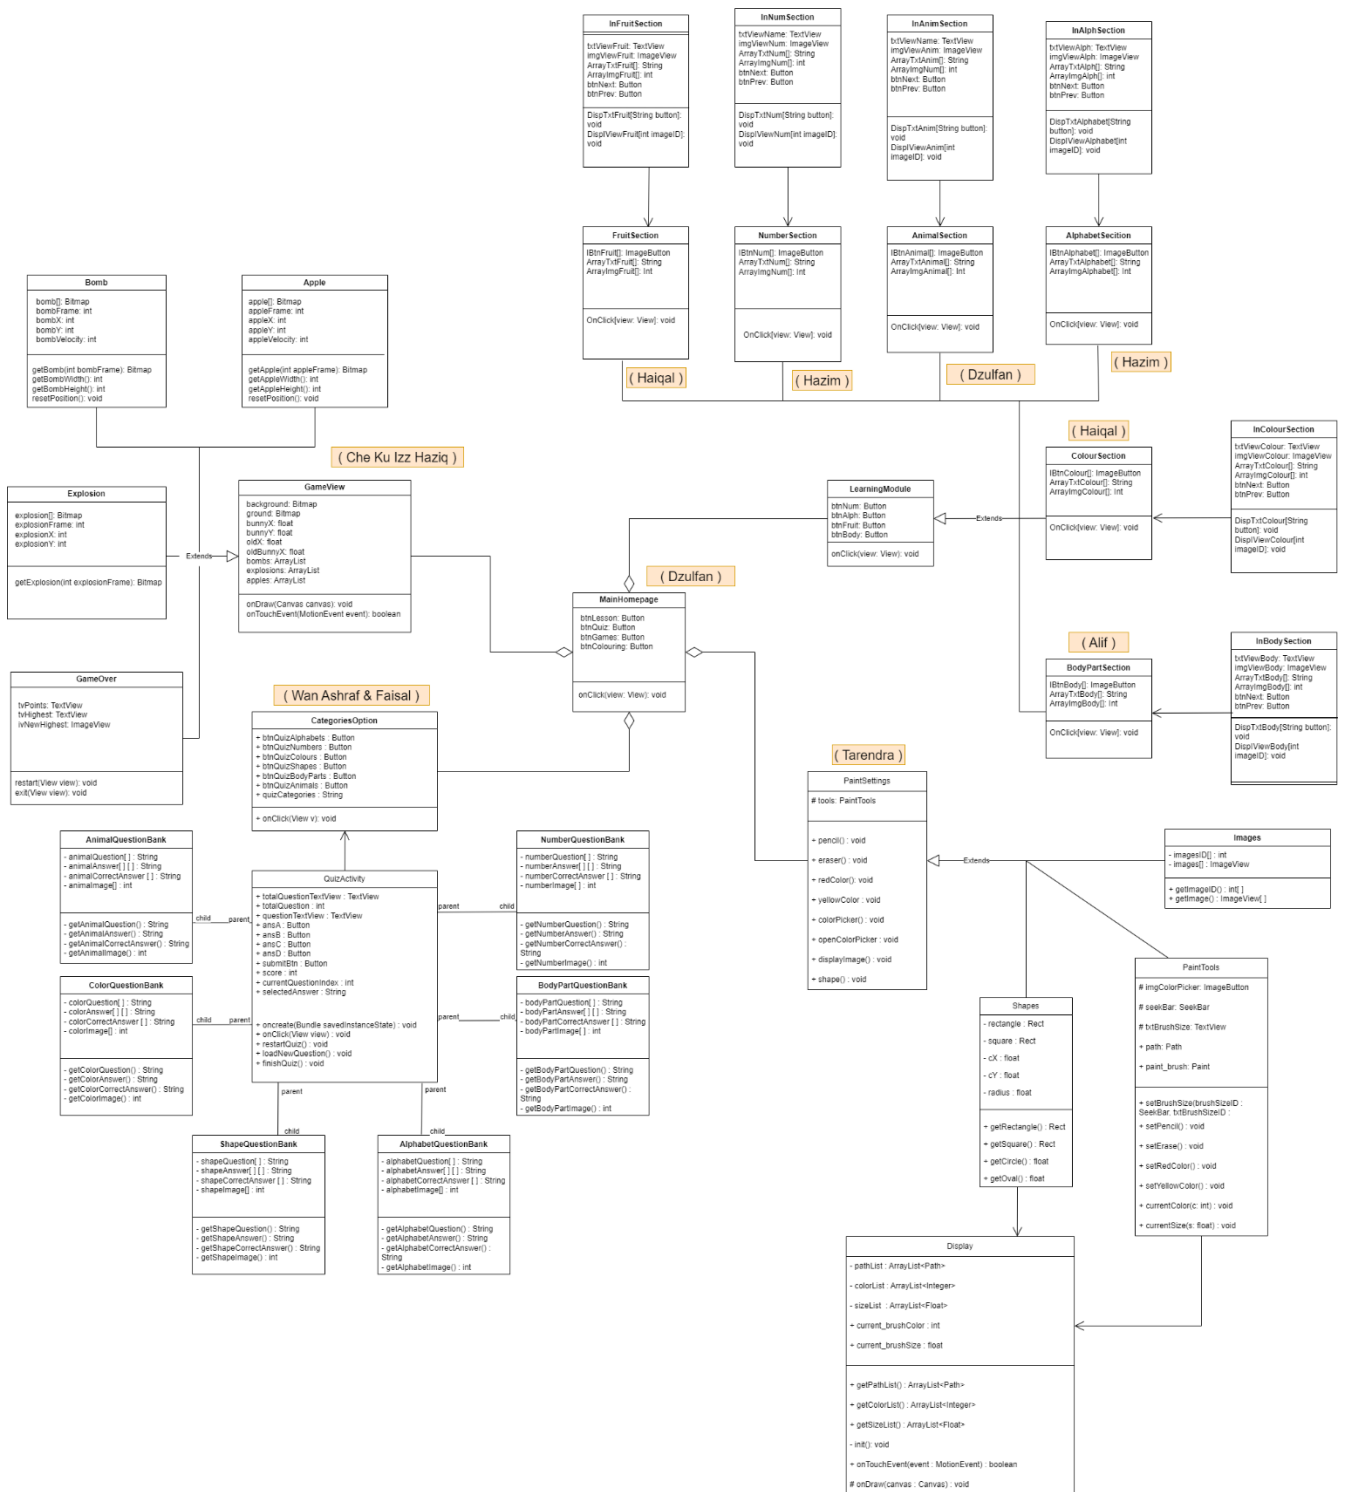 InFruitSection
txtViewFruit: TextView
imgViewFruit: ImageView
ArrayTxtFruit[]: String
ArrayImgFruit[]: int
btnNext: Button
btnPrev: Button
DispTxtFruit[String button]:
void
DisplViewFruit[int imageID]:
void
InNumSection
txtViewName: TextView
imgViewNum: ImageView
ArrayTxtNum[]: String
ArrayImgNum[]: int
btnNext: Button
btnPrev: Button
DispTxtNum[String button]:
void
DisplViewNum[int imageID]:
void
InAnimSection
txtViewName: TextView
imgViewAnim: ImageView
ArrayTxtAnim[]: String
ArrayImgNum[]: int
btnNext: Button
btnPrev: Button
DispTxtAnim[String button]:
void
DisplViewAnim[int
imageID]: void
InAlphSection
txtViewAlph: TextView
imgViewAlph: ImageView
ArrayTxtAlph[]: String
ArrayImgAlph[]: int
btnNext: Button
btnPrev: Button
DispTxtAlphabet[String
button]: void
DisplViewAlphabet[int
imageID]: void
FruitSection
IBtnFruit[]: ImageButton
ArrayTxtFruit[]: String
ArrayImgFruit[]: Int
OnClick[view: View]: void
NumberSection
IBtnNum[]: ImageButton
ArrayTxtNum[]: String
ArrayImgNum[]: Int
OnClick[view: View]: void
AnimalSection
IBtnAnimal[]: ImageButton
ArrayTxtAnimal[]: String
ArrayImgAnimal[]: Int
OnClick[view: View]: void
AlphabetSecition
IBtnAlphabet[]: ImageButton
ArrayTxtAlphabet[]: String
ArrayImgAlphabet[]: Int
OnClick[view: View]: void
( Haiqal )
( Hazim )
( Dzulfan )
( Hazim )
Bomb
bomb[]: Bitmap
bombFrame: int
bombX: int
bombY: int
bombVelocity: int
getBomb(int bombFrame): Bitmap
getBombWidth(): int
getBombHeight(): int
resetPosition(): void
Apple
apple[]: Bitmap
appleFrame: int
appleX: int
appleY: int
appleVelocity: int
getApple(int appleFrame): Bitmap
getAppleWidth(): int
getAppleHeight(): int
resetPosition(): void
( Che Ku Izz Haziq )
Explosion
explosion[]: Bitmap
explosionFrame: int
explosionX: int
explosionY: int
getExplosion(int explosionFrame): Bitmap
Extends
GameView
background: Bitmap
ground: Bitmap
bunnyX: float
bunnyY: float
oldX: float
oldBunnyX: float
bombs: ArrayList
explosions: ArrayList
apples: ArrayList
onDraw(Canvas canvas): void
onTouchEvent(MotionEvent event): boolean
LearningModule
btnNum: Button
btnAlph: Button
btnFruit: Button
btnBody: Button
onClick(view: View): void
Extends
( Haiqal )
ColourSection
IBtnColour[]: ImageButton
ArrayTxtColour[]: String
ArrayImgColour[]: Int
OnClick[view: View]: void
InColourSection
txtViewColour: TextView
imgViewColour: ImageView
ArrayTxtColour[]: String
ArrayImgColour[]: int
btnNext: Button
btnPrev: Button
DispTxtColour[String
button]: void
DisplViewColour[int
imageID]: void
( Dzulfan )
MainHomepage
btnLesson: Button
btnQuiz: Button
btnGames: Button
btnColouring: Button
onClick(view: View): void
( Alif )
BodyPartSection
IBtnBody[]: ImageButton
ArrayTxtBody[]: String
ArrayImgBody[]: Int
OnClick[view: View]: void
InBodySection
txtViewBody: TextView
imgViewBody: ImageView
ArrayTxtBody[]: String
ArrayImgBody[]: int
btnNext: Button
btnPrev: Button
DispTxtBody[String button]:
void
DisplViewBody[int
imageID]: void
GameOver
tvPoints: TextView
tvHighest: TextView
ivNewHighest: ImageView
restart(View view): void
exit(View view): void
( Wan Ashraf & Faisal )
CategoriesOption
+ btnQuizAlphabets : Button
+ btnQuizNumbers : Button
+ btnQuizColours : Button
+ btnQuizShapes : Button
+ btnQuizBodyParts : Button
+ btnQuizAnimals : Button
+ quizCategories : String
+ onClick(View v): void
( Tarendra )
PaintSettings
# tools: PaintTools
+ pencil(): void
+ eraser(): void
+ redColor(): void
+ yellowColor : void
+ colorPicker() : void
+ openColorPicker : void
+ displayImage() : void
+ shape() : void
Extends
Images
- imagesID[] : int
- images[] : ImageView
+ getImageID() : int[ ]
+ getImage() : ImageView[ ]
AnimalQuestionBank
- animalQuestion[ ] : String
- animalAnswer[ ] [ ] : String
- animalCorrectAnswer [ ] : String
- animalImage[] : int
- getAnimalQuestion() : String
- getAnimalAnswer() : String
- getAnimalCorrectAnswer() : String
- getAnimalImage() : int
child
parent
QuizActivity
+ totalQuestionTextView : TextView
+ totalQuestion : int
+ questionTextView : TextView
+ ansA : Button
+ ansB : Button
+ ansC : Button
+ ansD : Button
+ submitBtn : Button
+ score : int
+ currentQuestionIndex : int
+ selectedAnswer : String
+ oncreate(Bundle savedInstanceState) : void
+ onClick(View view) : void
+ restartQuiz() : void
+ loadNewQuestion() : void
+ finishQuiz() : void
parent
child
NumberQuestionBank
- numberQuestion[ ] : String
- numberAnswer[ ] [ ] : String
- numberCorrectAnswer [ ] : String
- numberImage[ ] : int
- getNumberQuestion() : String
- getNumberAnswer() : String
- getNumberCorrectAnswer() :
String
- getNumberImage() : int
ColorQuestionBank
- colorQuestion[ ] : String
- colorAnswer[ ] [ ] : String
- colorCorrectAnswer [ ] : String
- colorImage[] : int
- getColorQuestion() : String
- getColorAnswer() : String
- getColorCorrectAnswer() : String
- getColorImage() : int
child
parent
parent
child
BodyPartQuestionBank
- bodyPartQuestion[ ] : String
- bodyPartAnswer[ ] [ ] : String
- bodyPartCorrectAnswer [ ] : String
- bodyPartImage[ ] : int
- getBodyPartQuestion() : String
- getBodyPartAnswer() : String
- getBodyPartCorrectAnswer() :
String
- getBodyPartImage() : int
parent
child
parent
child
ShapeQuestionBank
- shapeQuestion[ ] : String
- shapeAnswer[ ] [ ] : String
- shapeCorrectAnswer [ ] : String
- shapeImage[] : int
- getShapeQuestion() : String
- getShapeAnswer() : String
- getShapeCorrectAnswer() : String
- getShapeImage() : int
AlphabetQuestionBank
- alphabetQuestion[ ] : String
- alphabetAnswer[ ] [ ] : String
- alphabetCorrectAnswer [ ] : String
- alphabetImage[] : int
- getAlphabetQuestion() : String
- getAlphabetAnswer() : String
- getAlphabetCorrectAnswer() :
String
- getAlphabetImage() : int
Shapes
- rectangle : Rect
- square : Rect
- cX : float
- cY : float
- radius : float
+ getRectangle() : Rect
+ getSquare() : Rect
+ getCircle() : float
+ getOval() : float
PaintTools
# imgColorPicker: ImageButton
# seekBar: SeekBar
# txtBrushSize: TextView
+ path: Path
+ paint_brush: Paint
+ setBrushSize(brushSizeID :
SeekBar. txtBrushSizeID :
+ setPencil() : void
+ setErase() : void
+ setRedColor() : void
+ setYellowColor() : void
+ currentColor(c: int) : void
+ currentSize(s: float) : void
Display
- pathList : ArrayList<Path>
- colorList : ArrayList<Integer>
- sizeList : ArrayList<Float>
+ current_brushColor : int
+ current_brushSize : float
+ getPathList() : ArrayList<Path>
+ getColorList() : ArrayList<Integer>
+ getSizeList() : ArrayList<Float>
- init(): void
+ onTouchEvent(event : MotionEvent) : boolean
# onDraw(canvas : Canvas) : void